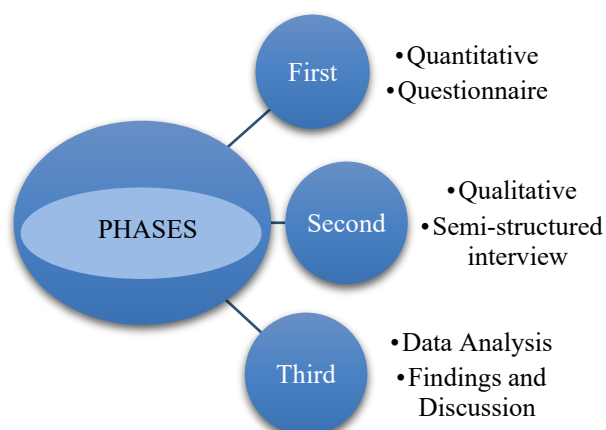 First
•Quantitative
•Questionnaire
PHASES
Second
•Qualitative
•Semi-structured
interview
Third
•Data Analysis
•Findings and
Discussion